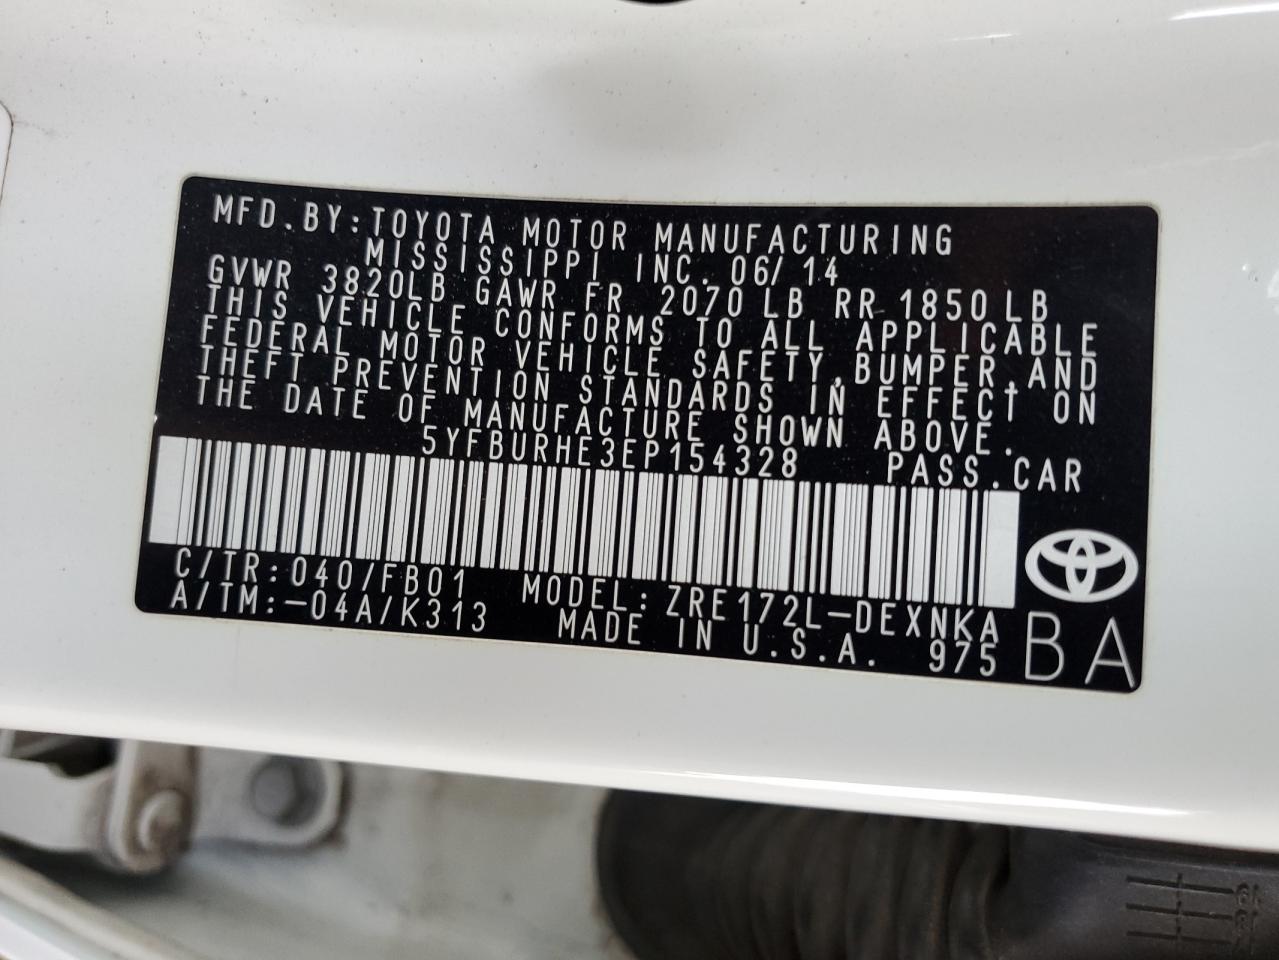 MFD.BY:TOYOTA MOTOR MANUFACTURING
MISSISSIPPI INC. 06/14
GVWR 3820LB GAWR FR 2070 LB RR 1850 LB
THIS VEHICLE CONFORMS TO ALL APPLICABLE
FEDERAL MOTOR VEHICLE SAFETY, BUMPER, AND
THEFT PREVENTION STANDARDS IN EFFECT ON
THE DATE OF MANUFACTURE SHOWN ABOVE.
5YFBURHE3EP154328 PASS.CAR
C/TR:040/FB01 MODEL: ZRE172L-DEXNKA
A/TM:-04A/K313 MADE IN U.S.A. 975
BA